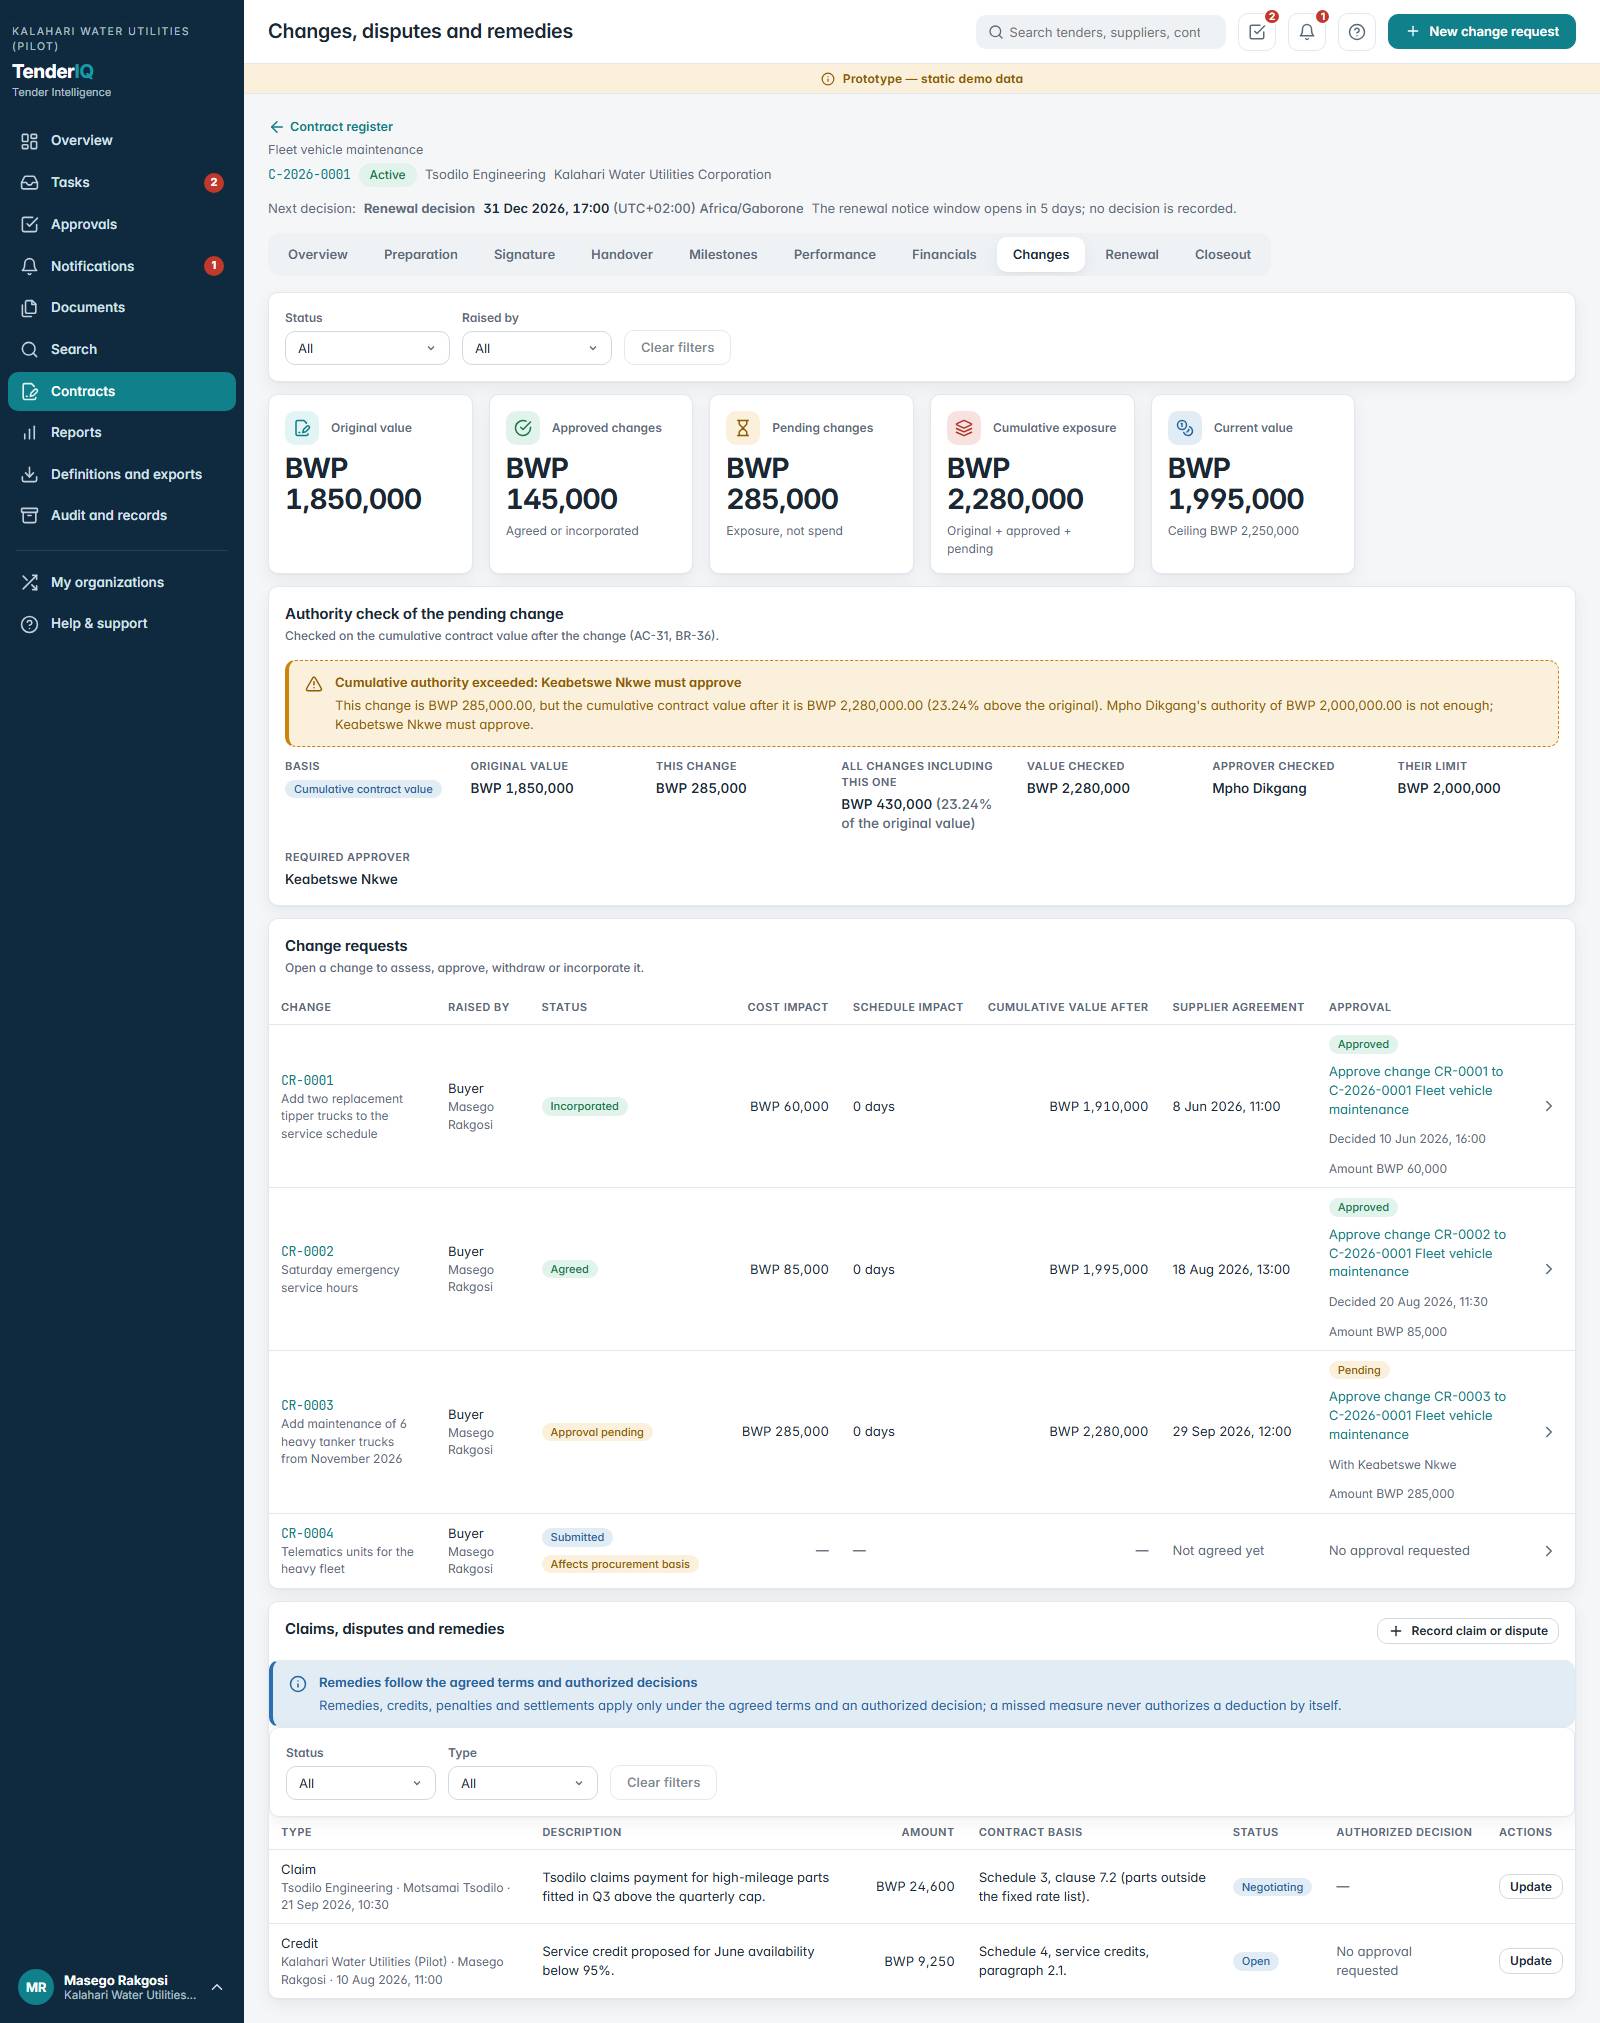 KALAHARI WATER UTILITIES
(PILOT)
TenderIQ
Tender Intelligence
Overview
Tasks 2
Approvals
Notifications 1
Documents
Search
Contracts
Reports
Definitions and exports
Audit and records
My organizations
Help & support
MR
Masego Rakgosi
Kalahari Water Utilities...
Changes, disputes and remedies
Search tenders, suppliers, cont
2
1
New change request
Prototype — static demo data
Contract register
Fleet vehicle maintenance
C-2026-0001 Active Tsodilo Engineering Kalahari Water Utilities Corporation
Next decision: Renewal decision 31 Dec 2026, 17:00 (UTC+02:00) Africa/Gaborone The renewal notice window opens in 5 days; no decision is recorded.
Overview Preparation Signature Handover Milestones Performance Financials Changes Renewal Closeout
Status Raised by
All All Clear filters
Original value
BWP
1,850,000
Approved changes
BWP
145,000
Agreed or incorporated
Pending changes
BWP
285,000
Exposure, not spend
Cumulative exposure
BWP
2,280,000
Original + approved +
pending
Current value
BWP
1,995,000
Ceiling BWP 2,250,000
Authority check of the pending change
Checked on the cumulative contract value after the change (AC-31, BR-36).
Cumulative authority exceeded: Keabetswe Nkwe must approve
This change is BWP 285,000.00, but the cumulative contract value after it is BWP 2,280,000.00 (23.24% above the original). Mpho Dikgang's authority of BWP 2,000,000.00 is not enough;
Keabetswe Nkwe must approve.
BASIS
Cumulative contract value
ORIGINAL VALUE
BWP 1,850,000
THIS CHANGE
BWP 285,000
ALL CHANGES INCLUDING
THIS ONE
BWP 430,000 (23.24%
of the original value)
VALUE CHECKED
BWP 2,280,000
APPROVER CHECKED
Mpho Dikgang
THEIR LIMIT
BWP 2,000,000
REQUIRED APPROVER
Keabetswe Nkwe
Change requests
Open a change to assess, approve, withdraw or incorporate it.
CHANGE RAISED BY STATUS COST IMPACT SCHEDULE IMPACT CUMULATIVE VALUE AFTER SUPPLIER AGREEMENT APPROVAL
CR-0001
Add two replacement
tipper trucks to the
service schedule
Buyer
Masego
Rakgosi
Incorporated
BWP 60,000
0 days
BWP 1,910,000
8 Jun 2026, 11:00
Approved
Approve change CR-0001 to
C-2026-0001 Fleet vehicle
maintenance
Decided 10 Jun 2026, 16:00
Amount BWP 60,000
CR-0002
Saturday emergency
service hours
Buyer
Masego
Rakgosi
Agreed
BWP 85,000
0 days
BWP 1,995,000
18 Aug 2026, 13:00
Approved
Approve change CR-0002 to
C-2026-0001 Fleet vehicle
maintenance
Decided 20 Aug 2026, 11:30
Amount BWP 85,000
CR-0003
Add maintenance of 6
heavy tanker trucks
from November 2026
Buyer
Masego
Rakgosi
Approval pending
BWP 285,000
0 days
BWP 2,280,000
29 Sep 2026, 12:00
Pending
Approve change CR-0003 to
C-2026-0001 Fleet vehicle
maintenance
With Keabetswe Nkwe
Amount BWP 285,000
CR-0004
Telematics units for the
heavy fleet
Buyer
Masego
Rakgosi
Submitted
Affects procurement basis
—
—
—
Not agreed yet
No approval requested
Claims, disputes and remedies
Record claim or dispute
Remedies follow the agreed terms and authorized decisions
Remedies, credits, penalties and settlements apply only under the agreed terms and an authorized decision; a missed measure never authorizes a deduction by itself.
Status Type
All All Clear filters
TYPE DESCRIPTION AMOUNT CONTRACT BASIS STATUS AUTHORIZED DECISION ACTIONS
Claim
Tsodilo Engineering · Motsamai Tsodilo ·
21 Sep 2026, 10:30
Tsodilo claims payment for high-mileage parts
fitted in Q3 above the quarterly cap.
BWP 24,600
Schedule 3, clause 7.2 (parts outside
the fixed rate list).
Negotiating
—
Update
Credit
Kalahari Water Utilities (Pilot) · Masego
Rakgosi · 10 Aug 2026, 11:00
Service credit proposed for June availability
below 95%.
BWP 9,250
Schedule 4, service credits,
paragraph 2.1.
Open
No approval
requested
Update